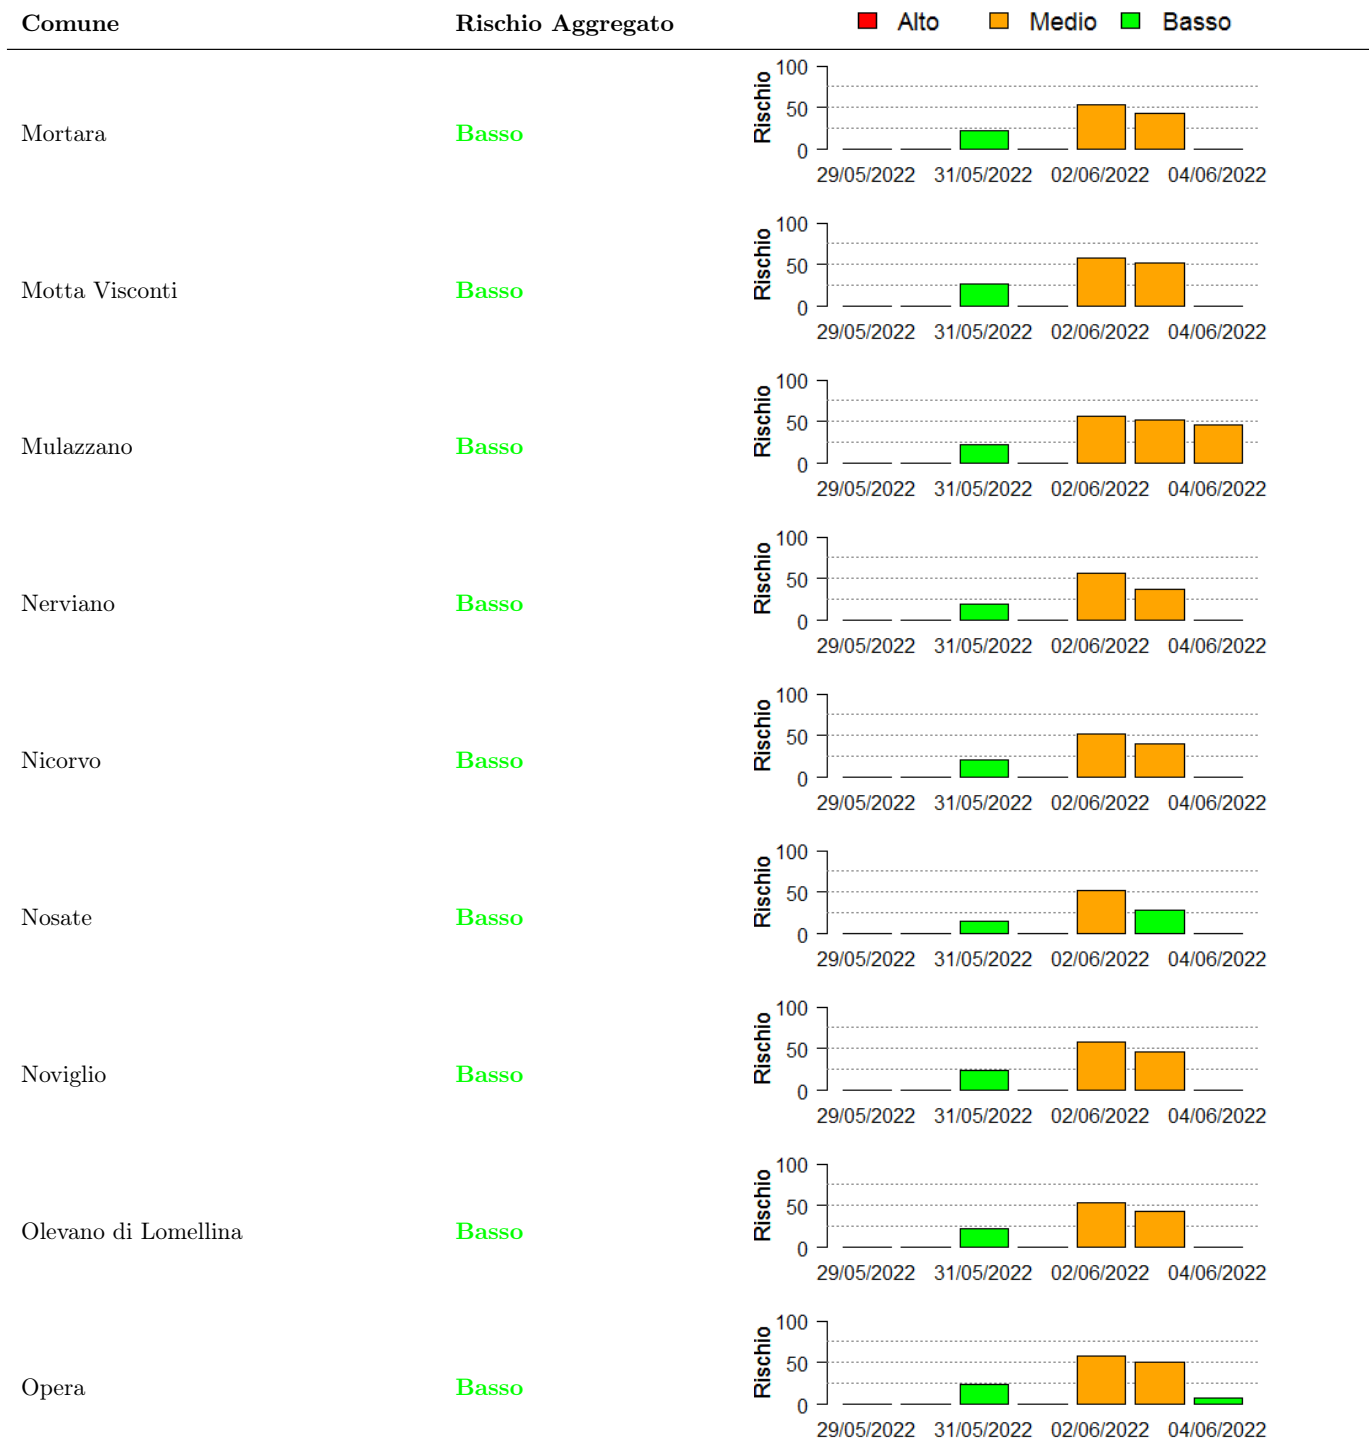 Comune Rischio Aggregato Alto Medio Basso
100
50
0
Rischio
Mortara Basso
29/05/2022 31/05/2022 02/06/2022 04/06/2022
100
50
0
Rischio
Motta Visconti Basso
29/05/2022 31/05/2022 02/06/2022 04/06/2022
100
50
0
Rischio
Mulazzano Basso
29/05/2022 31/05/2022 02/06/2022 04/06/2022
100
50
0
Rischio
Nerviano Basso
29/05/2022 31/05/2022 02/06/2022 04/06/2022
100
50
0
Rischio
Nicorvo Basso
29/05/2022 31/05/2022 02/06/2022 04/06/2022
100
50
0
Rischio
Nosate Basso
29/05/2022 31/05/2022 02/06/2022 04/06/2022
100
50
0
Rischio
Noviglio Basso
29/05/2022 31/05/2022 02/06/2022 04/06/2022
100
50
0
Rischio
Olevano di Lomellina Basso
29/05/2022 31/05/2022 02/06/2022 04/06/2022
100
50
0
Rischio
Opera Basso
29/05/2022 31/05/2022 02/06/2022 04/06/2022